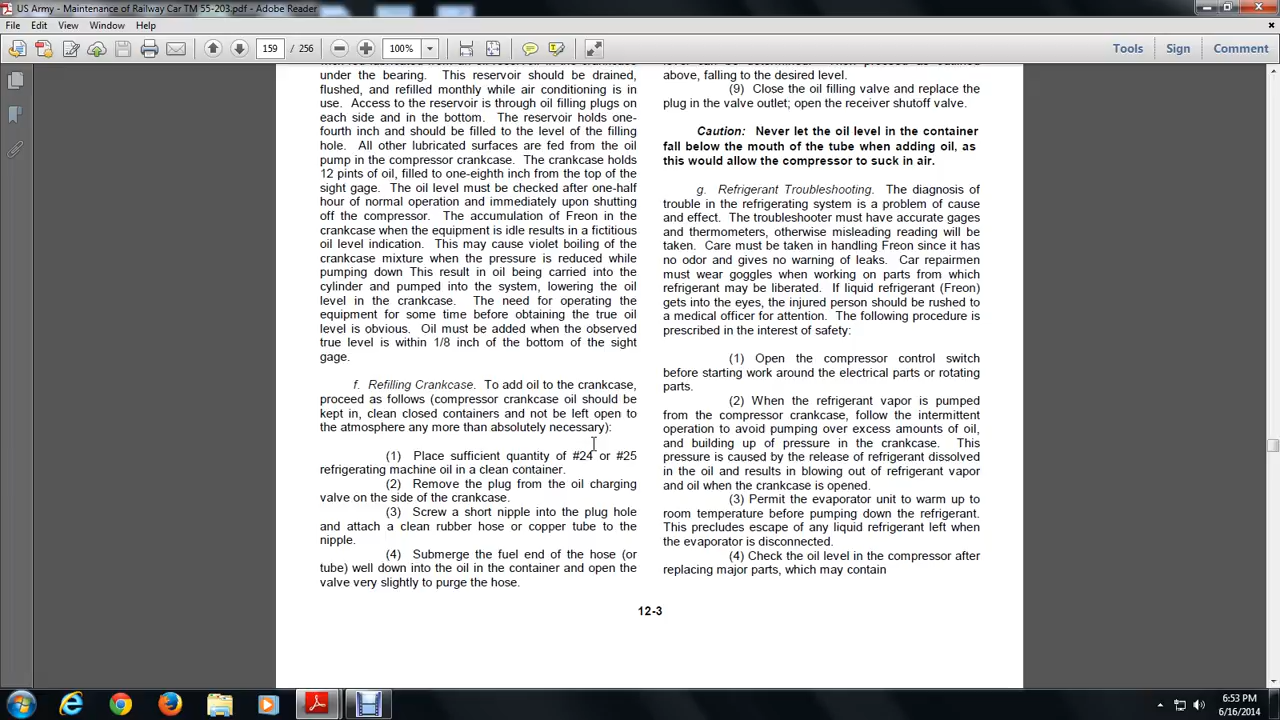 US Army - Maintenance of Railway Car TM 55-203.pdf - Adobe Reader
File Edit View Window Help
159 / 256 100% Tools Sign Comment
under the bearing. This reservoir should be drained,
flushed, and refilled monthly while air conditioning is in
use. Access to the reservoir is through oil filling plugs on
each side and in the bottom. The reservoir holds one-
fourth inch and should be filled to the level of the filling
hole. All other lubricated surfaces are fed from the oil
pump in the compressor crankcase. The crankcase holds
12 pints of oil, filled to one-eighth inch from the top of the
sight gage. The oil level must be checked after one-half
hour of normal operation and immediately upon shutting
off the compressor. The accumulation of Freon in the
crankcase when the equipment is idle results in a fictitious
oil level indication. This may cause violet boiling of the
crankcase mixture when the pressure is reduced while
pumping down This result in oil being carried into the
cylinder and pumped into the system, lowering the oil
level in the crankcase. The need for operating the
equipment for some time before obtaining the true oil
level is obvious. Oil must be added when the observed
true level is within 1/8 inch of the bottom of the sight
gage.
f. Refilling Crankcase. To add oil to the crankcase,
proceed as follows (compressor crankcase oil should be
kept in, clean closed containers and not be left open to
the atmosphere any more than absolutely necessary):
(1) Place sufficient quantity of #24 or #25
refrigerating machine oil in a clean container.
(2) Remove the plug from the oil charging
valve on the side of the crankcase.
(3) Screw a short nipple into the plug hole
and attach a clean rubber hose or copper tube to the
nipple.
(4) Submerge the fuel end of the hose (or
tube) well down into the oil in the container and open the
valve very slightly to purge the hose.
above, falling to the desired level.
(9) Close the oil filling valve and replace the
plug in the valve outlet; open the receiver shutoff valve.
Caution: Never let the oil level in the container
fall below the mouth of the tube when adding oil, as
this would allow the compressor to suck in air.
g. Refrigerant Troubleshooting. The diagnosis of
trouble in the refrigerating system is a problem of cause
and effect. The troubleshooter must have accurate gages
and thermometers, otherwise misleading reading will be
taken. Care must be taken in handling Freon since it has
no odor and gives no warning of leaks. Car repairmen
must wear goggles when working on parts from which
refrigerant may be liberated. If liquid refrigerant (Freon)
gets into the eyes, the injured person should be rushed to
a medical officer for attention. The following procedure is
prescribed in the interest of safety:
(1) Open the compressor control switch
before starting work around the electrical parts or rotating
parts.
(2) When the refrigerant vapor is pumped
from the compressor crankcase, follow the intermittent
operation to avoid pumping over excess amounts of oil,
and building up of pressure in the crankcase. This
pressure is caused by the release of refrigerant dissolved
in the oil and results in blowing out of refrigerant vapor
and oil when the crankcase is opened.
(3) Permit the evaporator unit to warm up to
room temperature before pumping down the refrigerant.
This precludes escape of any liquid refrigerant left when
the evaporator is disconnected.
(4) Check the oil level in the compressor after
replacing major parts, which may contain
12-3
6:53 PM
6/16/2014